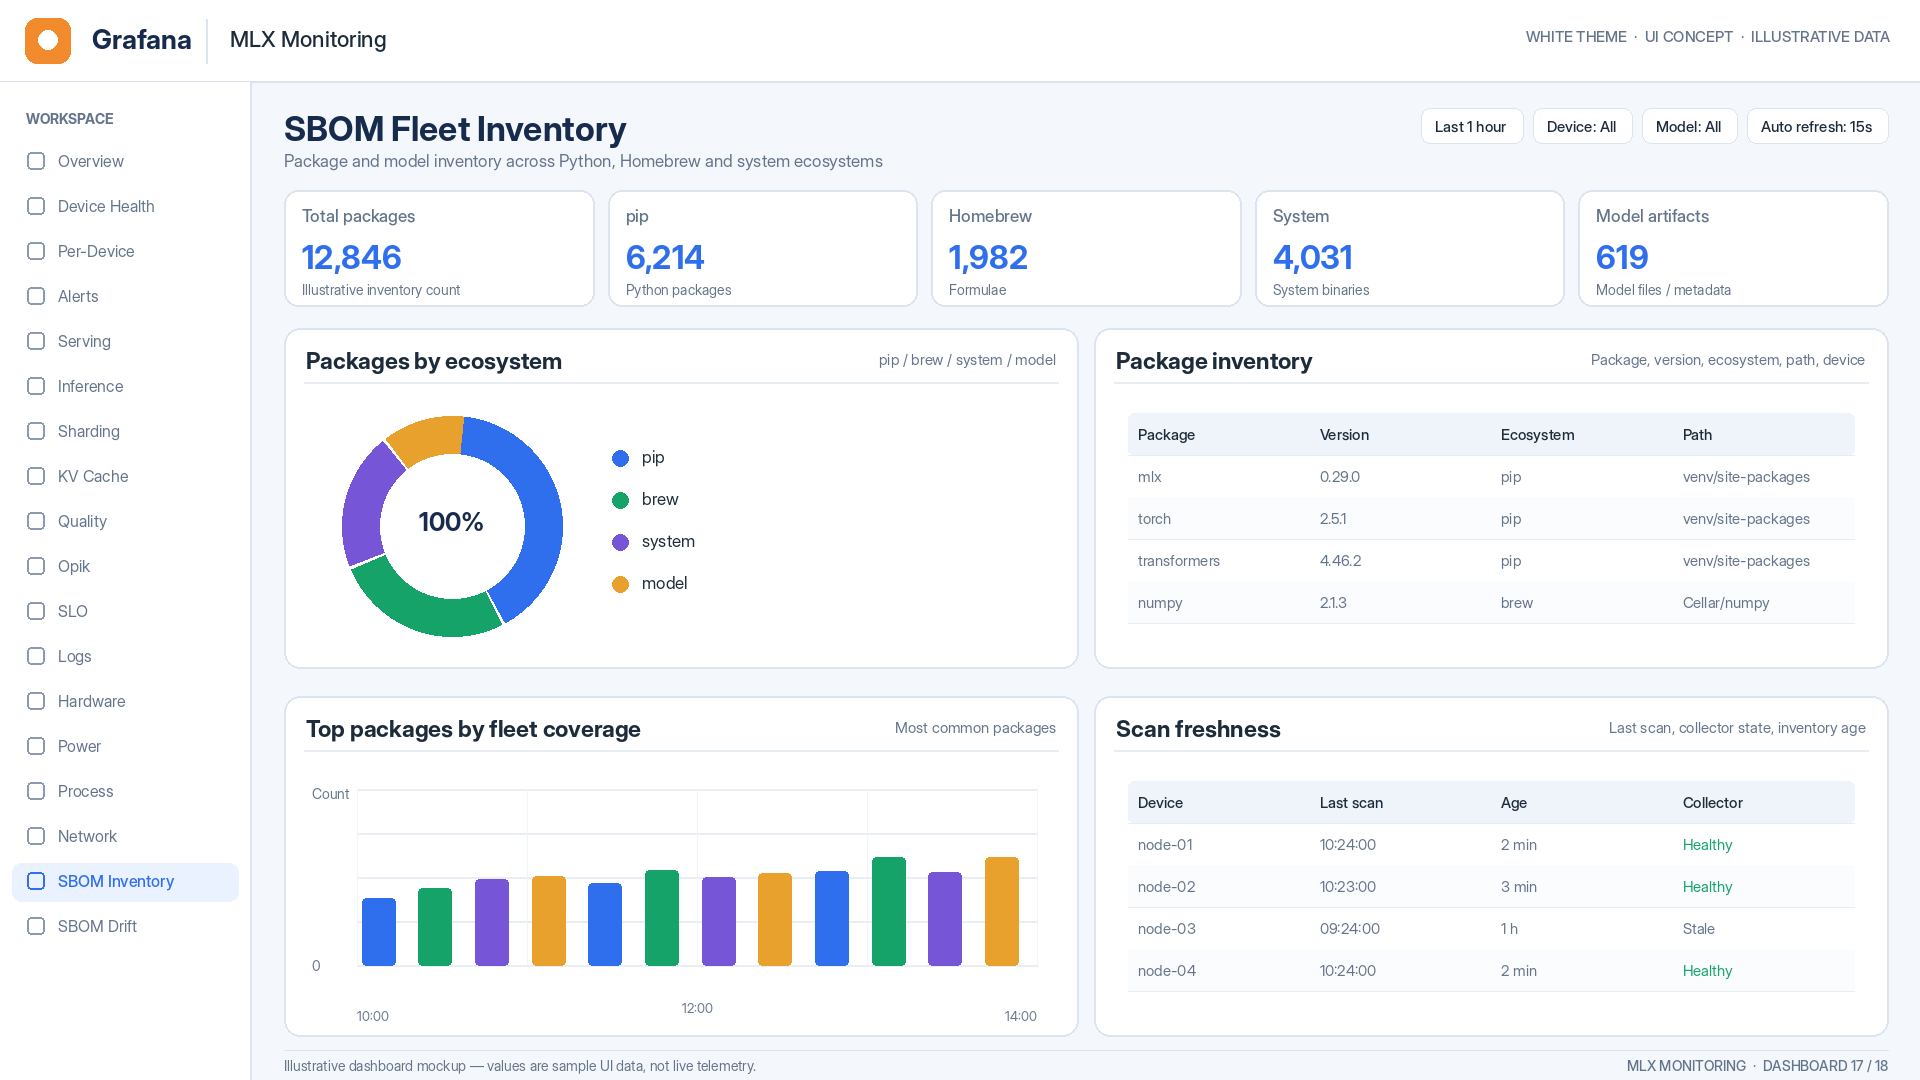 Grafana
MLX Monitoring
WHITE THEME · UI CONCEPT · ILLUSTRATIVE DATA
WORKSPACE
Overview
Device Health
Per-Device
Alerts
Serving
Inference
Sharding
KV Cache
Quality
Opik
SLO
Logs
Hardware
Power
Process
Network
SBOM Inventory
SBOM Drift
SBOM Fleet Inventory
Package and model inventory across Python, Homebrew and system ecosystems
Last 1 hour
Device: All
Model: All
Auto refresh: 15s
Total packages
12,846
Illustrative inventory count
pip
6,214
Python packages
Homebrew
1,982
Formulae
System
4,031
System binaries
Model artifacts
619
Model files / metadata
Packages by ecosystem
pip / brew / system / model
100%
pip
brew
system
model
Package inventory
Package, version, ecosystem, path, device
Package Version Ecosystem Path
mlx 0.29.0 pip venv/site-packages
torch 2.5.1 pip venv/site-packages
transformers 4.46.2 pip venv/site-packages
numpy 2.1.3 brew Cellar/numpy
Top packages by fleet coverage
Most common packages
Count
0
10:00
12:00
14:00
Scan freshness
Last scan, collector state, inventory age
Device Last scan Age Collector
node-01 10:24:00 2 min Healthy
node-02 10:23:00 3 min Healthy
node-03 09:24:00 1 h Stale
node-04 10:24:00 2 min Healthy
Illustrative dashboard mockup — values are sample UI data, not live telemetry.
MLX MONITORING · DASHBOARD 17 / 18